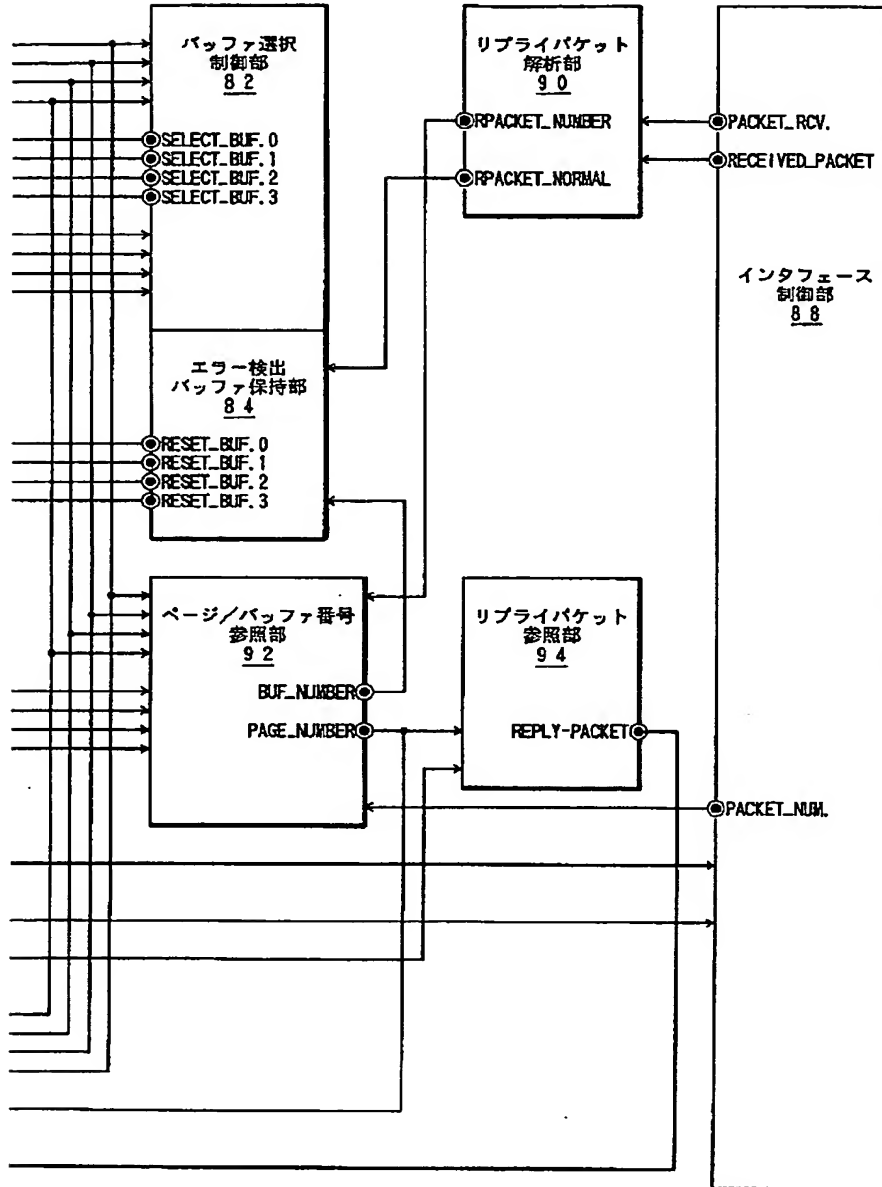 バッファ選択
制御部
82
SELECT_BUF.0
SELECT_BUF.1
SELECT_BUF.2
SELECT_BUF.3
エラー検出
バッファ保持部
84
RESET_BUF.0
RESET_BUF.1
RESET_BUF.2
RESET_BUF.3
リプライパケット
解析部
90
RPACKET_NUMBER
RPACKET_NORMAL
PACKET_RCV.
RECEIVED_PACKET
インタフェース
制御部
88
ページ/バッファ番号
参照部
92
BUF_NUMBER
PAGE_NUMBER
リプライパケット
参照部
94
REPLY-PACKET
PACKET_NUM.